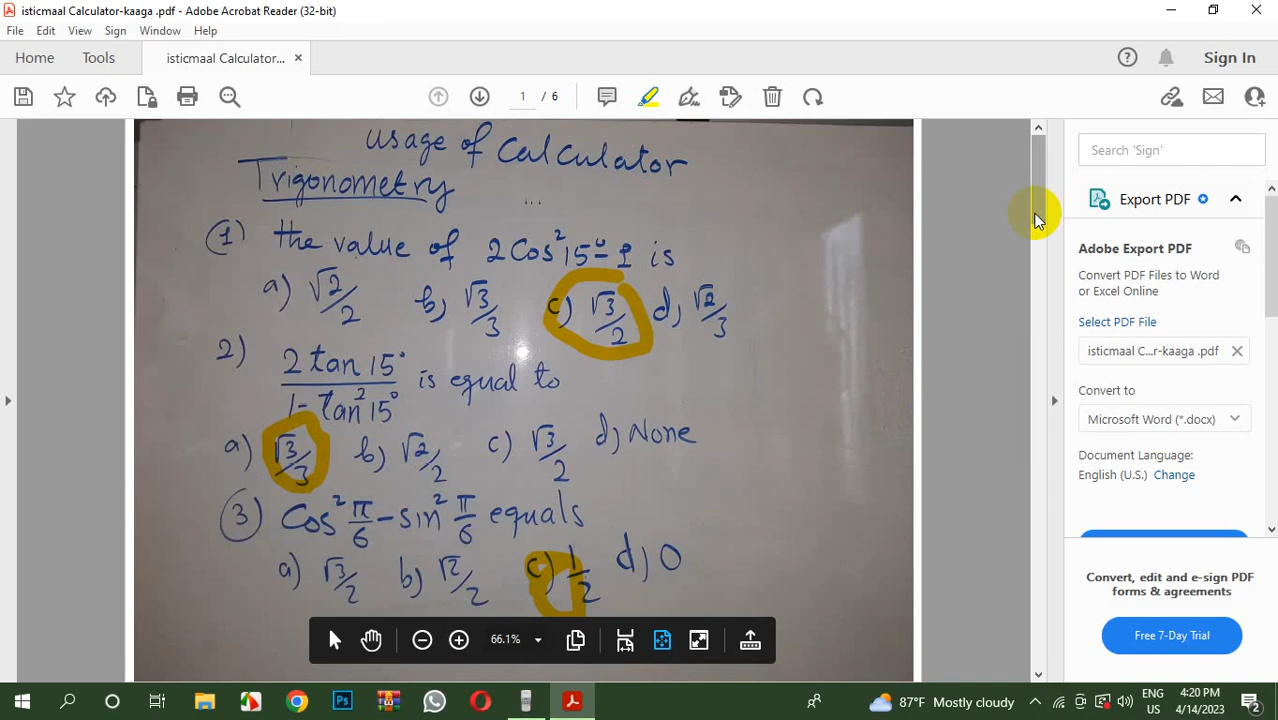 isticmaal Calculator-kaaga .pdf - Adobe Acrobat Reader (32-bit)
File Edit View Sign Window Help
Home Tools isticmaal Calculator... × Sign In
1 / 6
Usage of Calculator
Trigonometry ...
(1) the value of 2Cos²15°-1 is
a) √2/2 b) √3/3 c) √3/2 d) √2/3
2) 2tan15°
1-tan²15° is equal to
a) √3/3 b) √2/2 c) √3/2 d) None
(3) Cos²π/6 - sin²π/6 equals
a) √3/2 b) √2/2 c) 1/2 d) 0
66.1%
Search 'Sign'
Export PDF
Adobe Export PDF
Convert PDF Files to Word
or Excel Online
Select PDF File
isticmaal C...r-kaaga .pdf ×
Convert to
Microsoft Word (*.docx)
Document Language:
English (U.S.) Change
Convert, edit and e-sign PDF
forms & agreements
Free 7-Day Trial
Ps
87°F Mostly cloudy
ENG
US
4:20 PM
4/14/2023
2